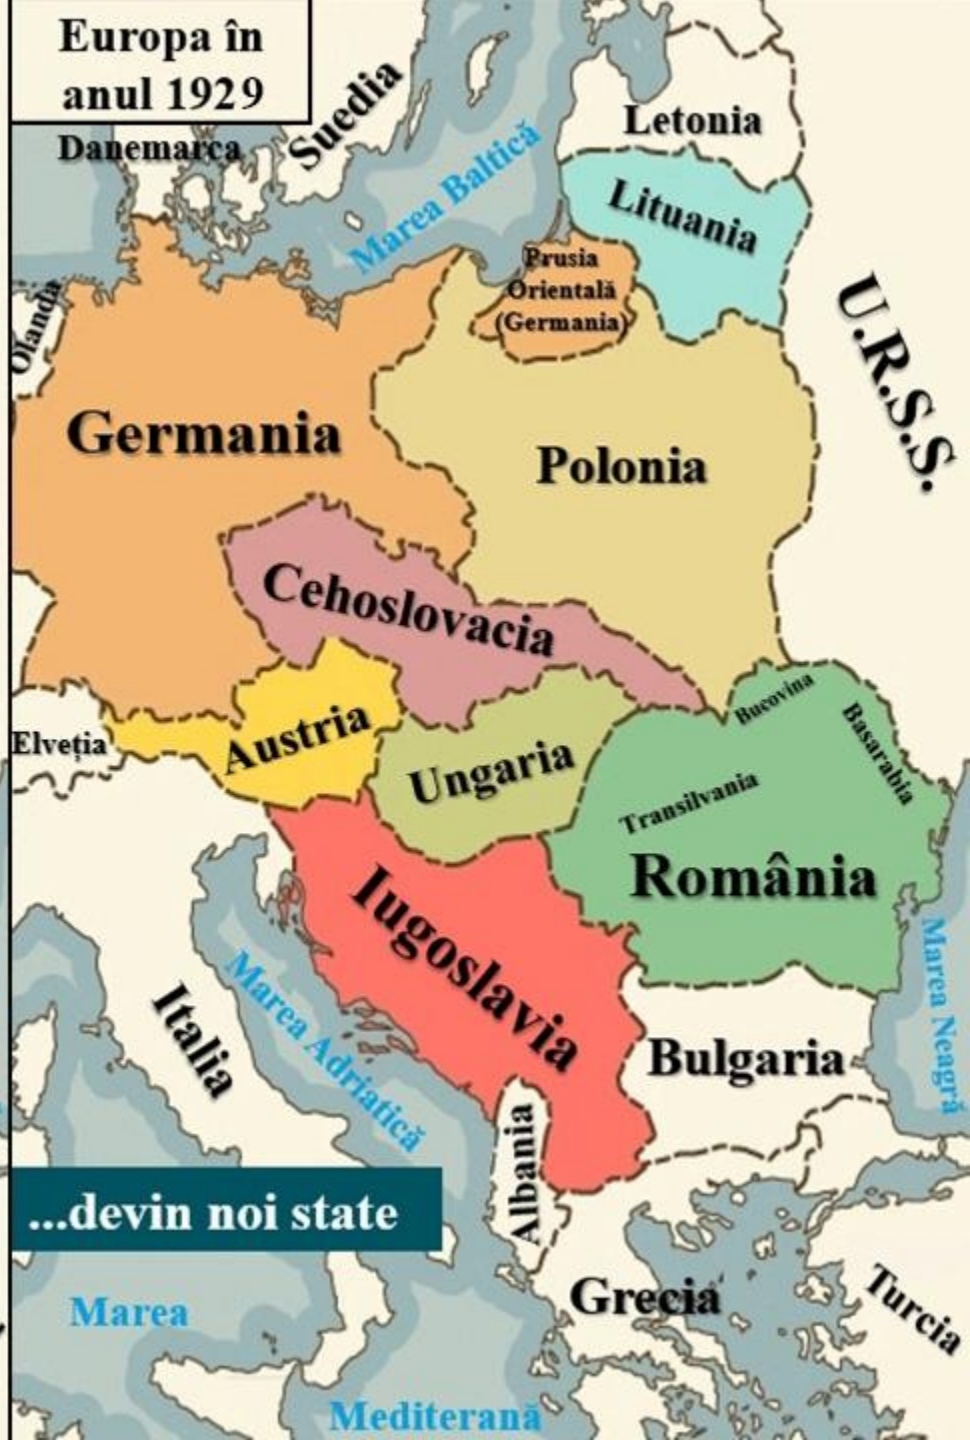 Europa în
anul 1929
Danemarca
Suedia
Marea Baltică
Letonia
Lituania
Prusia
Orientală
(Germania)
Olanda
U.R.S.S.
Germania
Polonia
Cehoslovacia
Elveția
Austria
Ungaria
Bucovina
Basarabia
Transilvania
România
Iugoslavia
Marea Neagră
Italia
Marea Adriatică
Bulgaria
Albania
...devin noi state
Grecia
Turcia
Marea
Mediterană